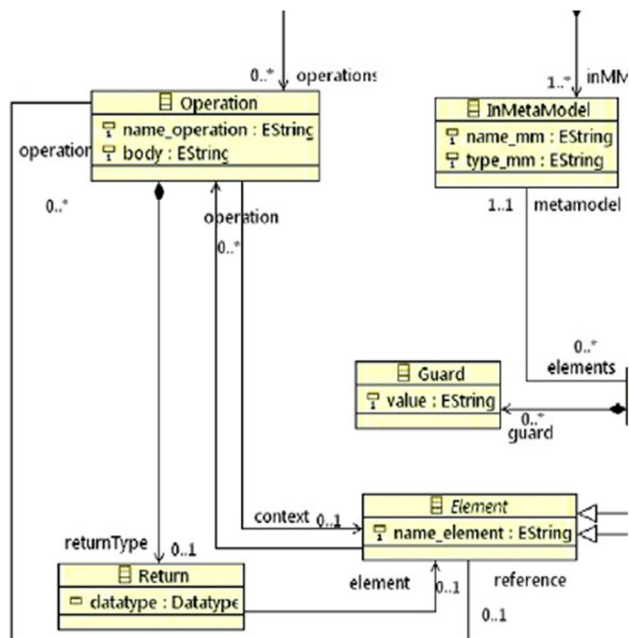 0..*
operations
1..*
inMM
Operation
name_operation : EString
body : EString
InMetaModel
name_mm : EString
type_mm : EString
operation
0..*
operation
0..*
1..1
metamodel
0..*
elements
Guard
value : EString
0..*
guard
context
0..1
Element
name_element : EString
returnType
0..1
Return
datatype : Datatype
element
0..1
reference
0..1